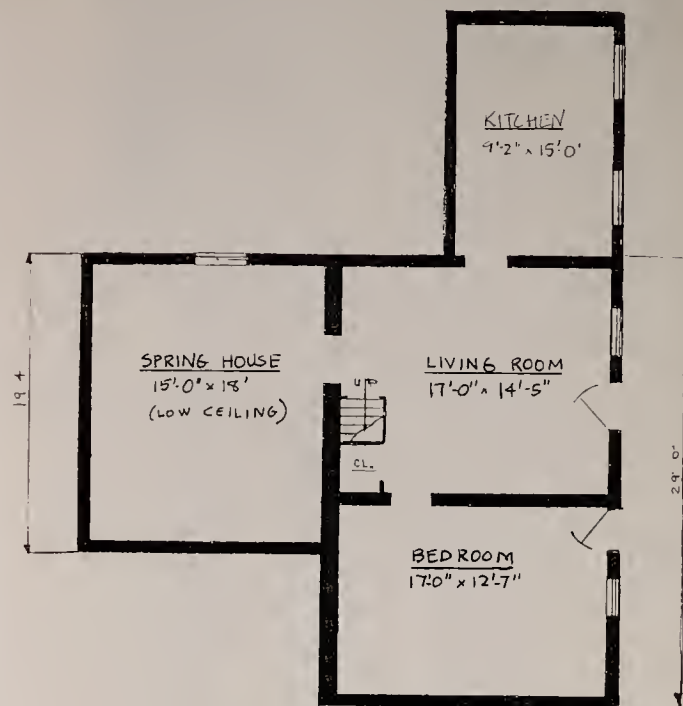 KITCHEN
9'-2" x 15'-0"
SPRING HOUSE
15'-0" x 18'
(LOW CEILING)
LIVING ROOM
17'-0" x 14'-5"
UP
CL.
BEDROOM
17'0" x 12'-7"
19 4
29' 0"